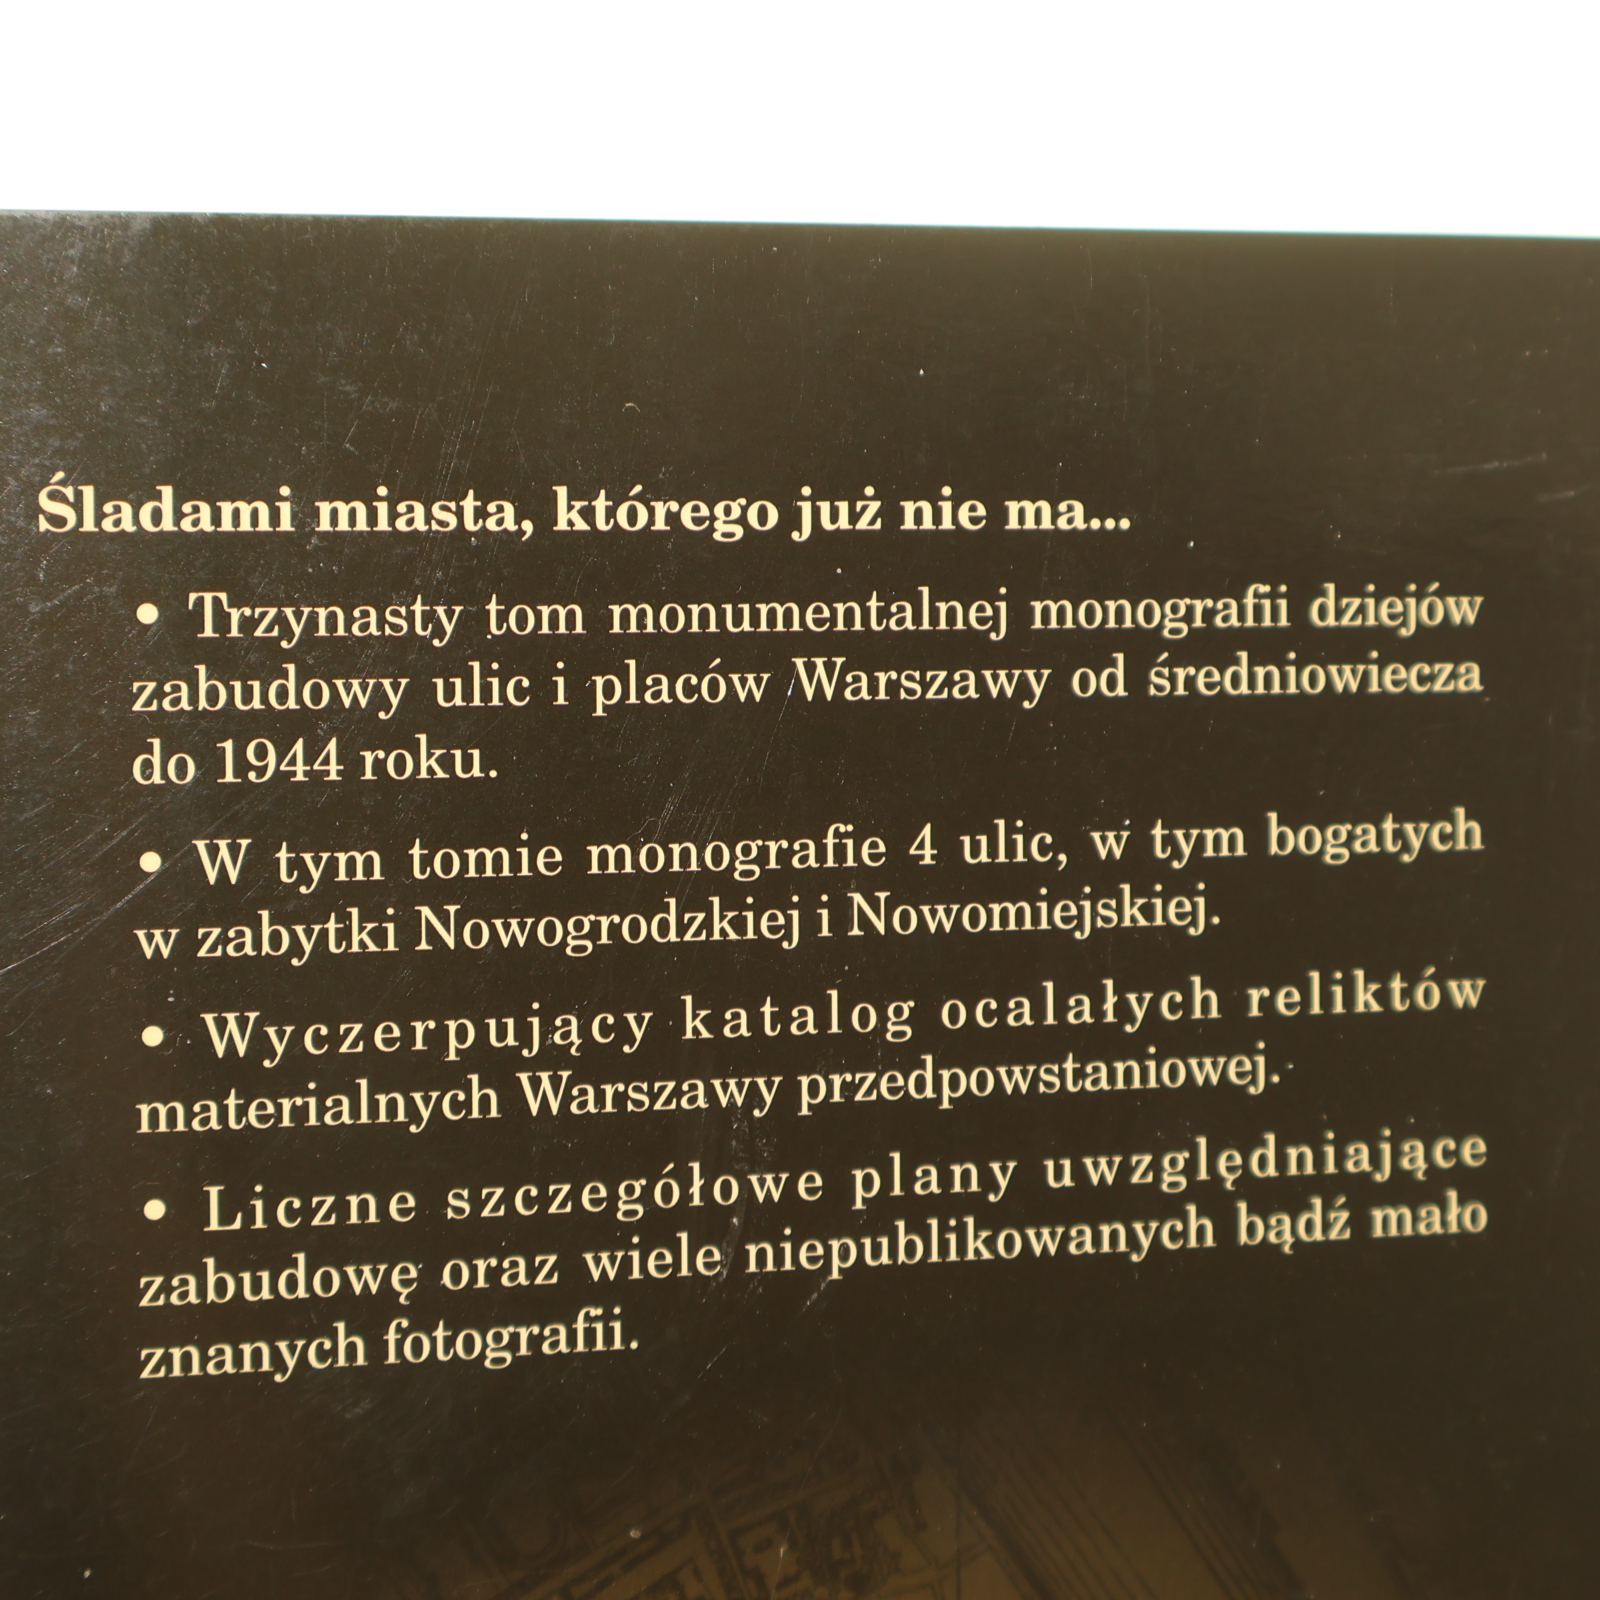 Śladami miasta, którego już nie ma...
• Trzynasty tom monumentalnej monografii dziejów
zabudowy ulic i placów Warszawy od średniowiecza
do 1944 roku.
• W tym tomie monografie 4 ulic, w tym bogatych
w zabytki Nowogrodzkiej i Nowomiejskiej.
• Wyczerpujący katalog ocalałych reliktów
materialnych Warszawy przedpowstaniowej.
• Liczne szczegółowe plany uwzględniające
zabudowę oraz wiele niepublikowanych bądź mało
znanych fotografii.